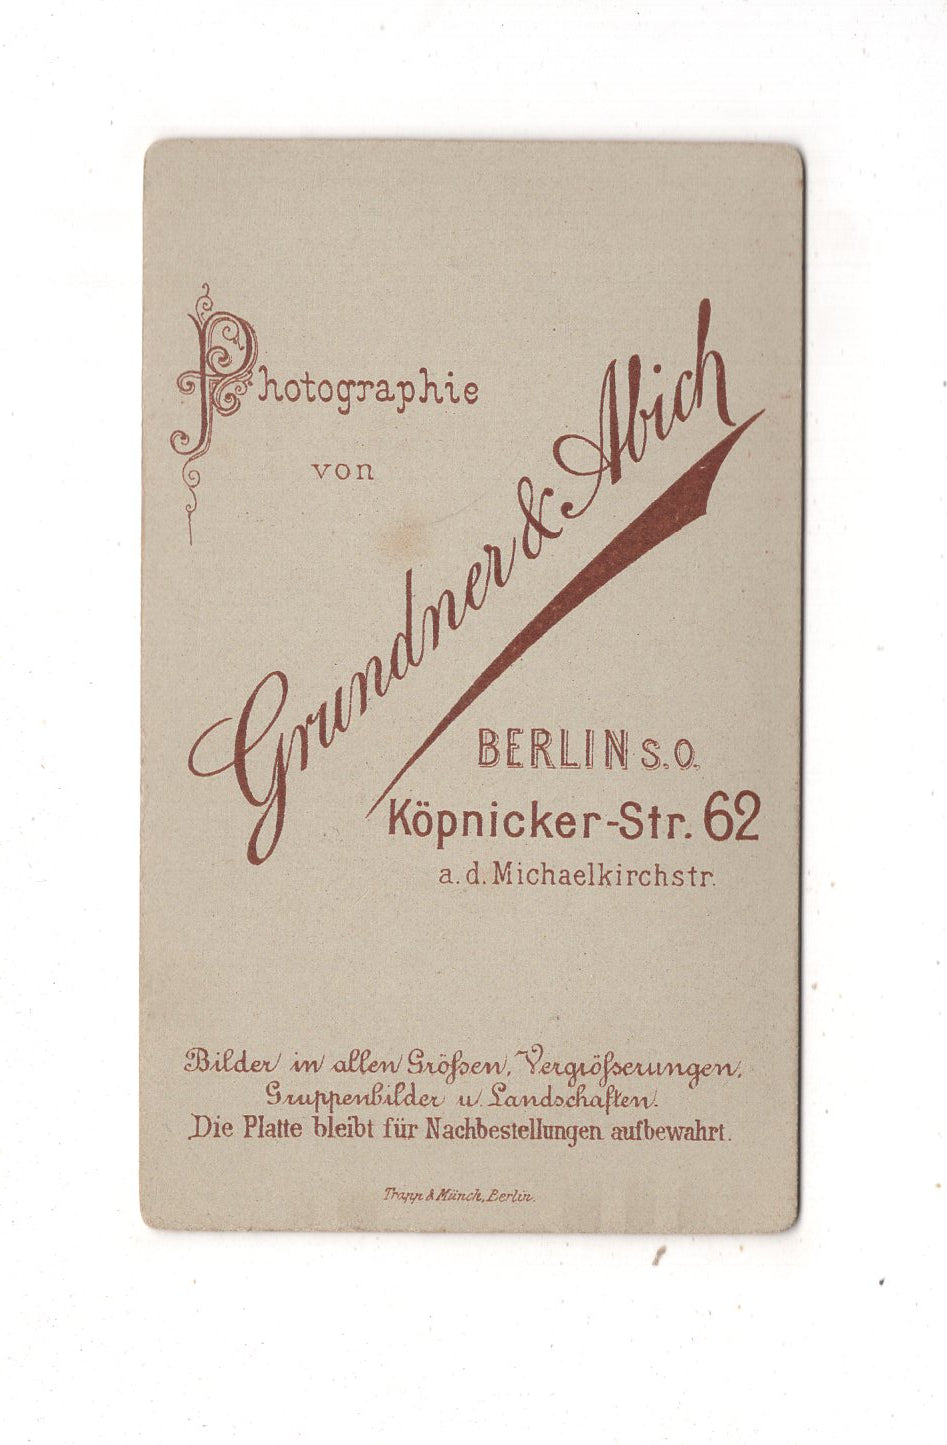 Photographie
von
Grundner & Abich
BERLIN S.O.
Köpnicker-Str. 62
a.d. Michaelkirchstr.
Bilder in allen Größen, Vergrößerungen,
Gruppenbilder u. Landschaften.
Die Platte bleibt für Nachbestellungen aufbewahrt.
Trapp & Münch, Berlin.